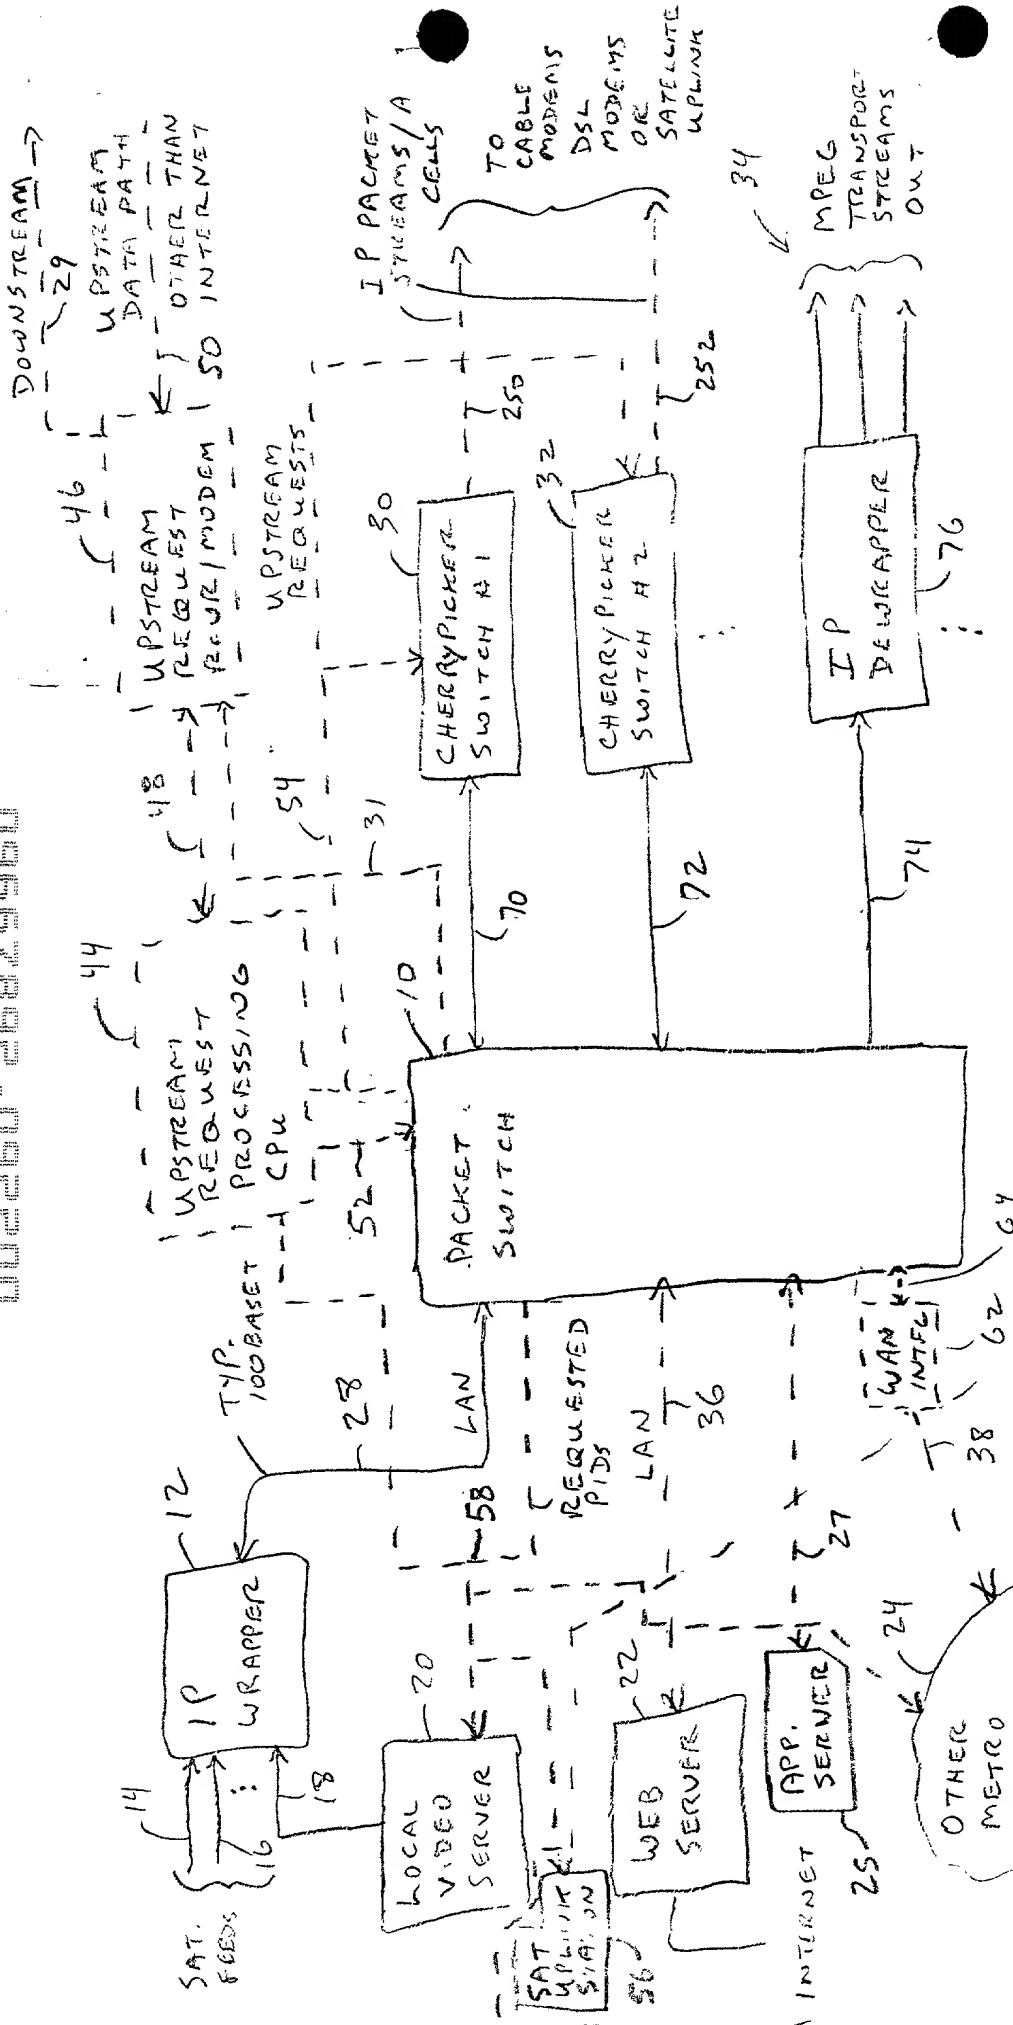 DOWNSTREAM
29
UPSTREAM
DATA PATH
OTHER THAN
INTERNET
46
UPSTREAM
REQUEST
RCVR/MODEM
50
48
44
UPSTREAM
REQUEST
PROCESSING
CPU
54
UPSTREAM
REQUESTS
31
52
TYP.
100BASET
28
LAN
SAT.
FEEDS
14
16
18
12
IP
WRAPPER
LOCAL
VIDEO
SERVER
20
58
REQUESTED
PIDS
SAT
UPLINK
STATION
56
WEB
SERVER
22
LAN
36
INTERNET
APP.
SERVER
25
27
OTHER
METRO
24
38
WAN
INTFC
62
64
PACKET
SWITCH
10
70
72
74
CHERRYPICKER
SWITCH #1
30
250
CHERRYPICKER
SWITCH #2
32
252
IP PACKET
STREAMS/A
CELLS
TO
CABLE
MODEMS
DSL
MODEMS
OR
SATELLITE
UPLINK
34
IP
DEWRAPPER
76
MPEG
TRANSPORT
STREAMS
OUT